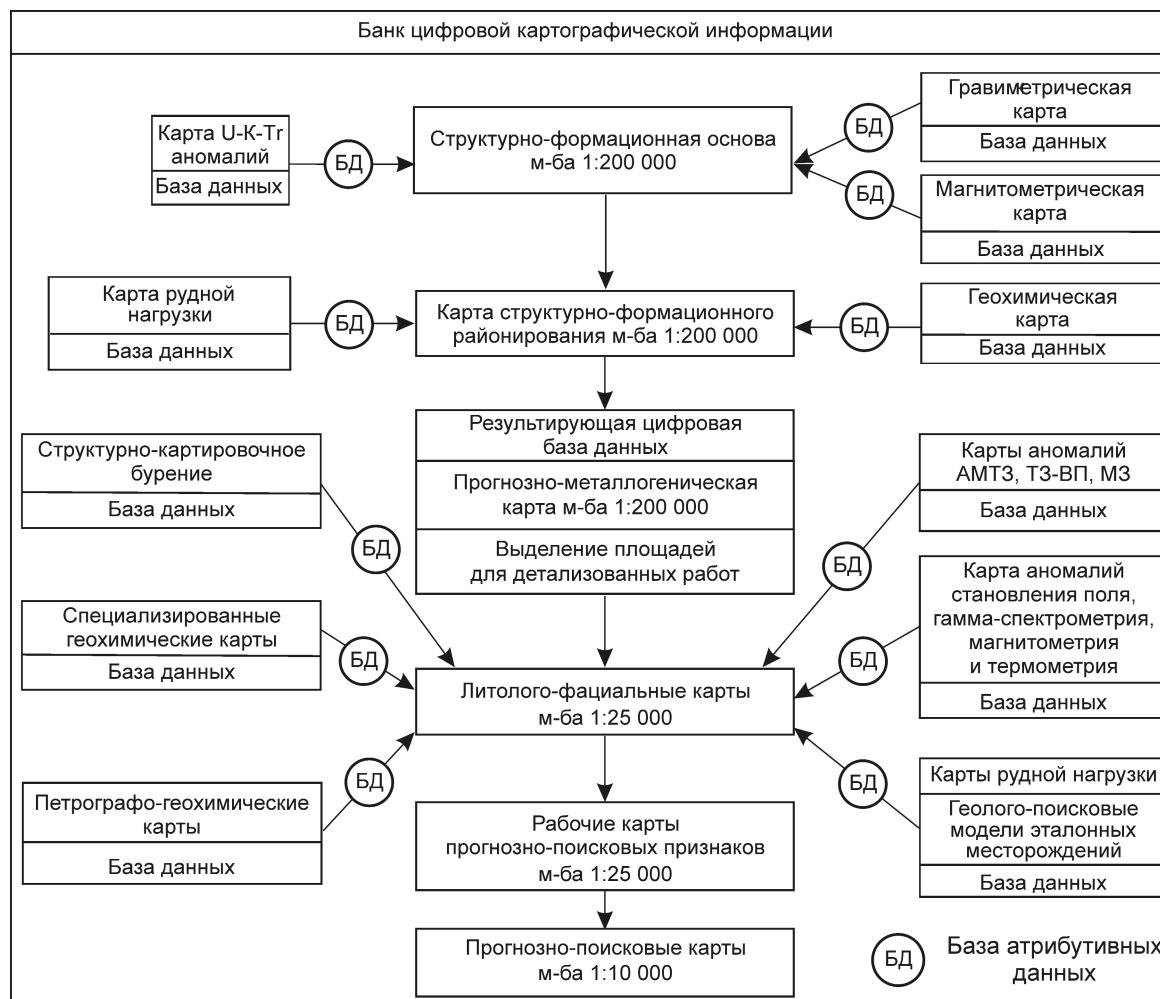 Банк цифровой картографической информации
Карта U-К-Tr
аномалий
База данных
БД
Структурно-формационная основа
м-ба 1:200 000
БД
Гравиметрическая
карта
База данных
БД
Магнитометрическая
карта
База данных
Карта рудной
нагрузки
База данных
БД
Карта структурно-формационного
районирования м-ба 1:200 000
БД
Геохимическая
карта
База данных
Результирующая цифровая
база данных
Прогнозно-металлогеническая
карта м-ба 1:200 000
Выделение площадей
для детализованных работ
Структурно-картировочное
бурение
База данных
БД
Карты аномалий
АМТЗ, ТЗ-ВП, МЗ
База данных
БД
Специализированные
геохимические карты
База данных
БД
Карта аномалий
становления поля,
гамма-спектрометрия,
магнитометрия
и термометрия
База данных
БД
Литолого-фациальные карты
м-ба 1:25 000
Петрографо-геохимические
карты
База данных
БД
БД
Карты рудной нагрузки
Геолого-поисковые
модели эталонных
месторождений
База данных
Рабочие карты
прогнозно-поисковых признаков
м-ба 1:25 000
Прогнозно-поисковые карты
м-ба 1:10 000
БД
База атрибутивных
данных